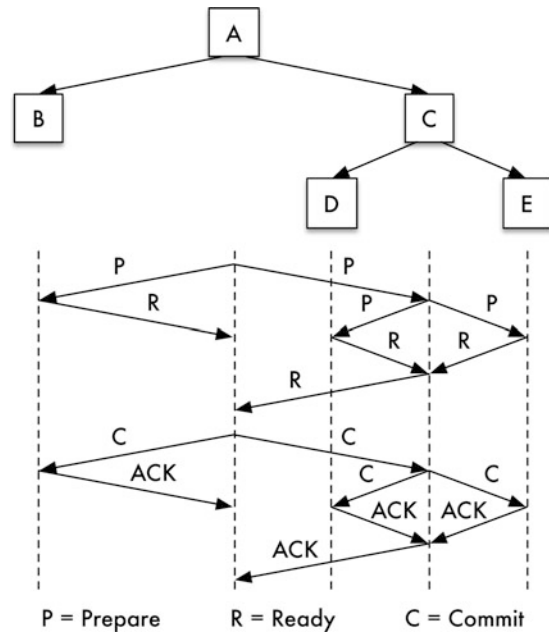 A
B C
D E
P P
R P P
R R
R
C C
ACK C C
ACK ACK
ACK
P = Prepare R = Ready C = Commit